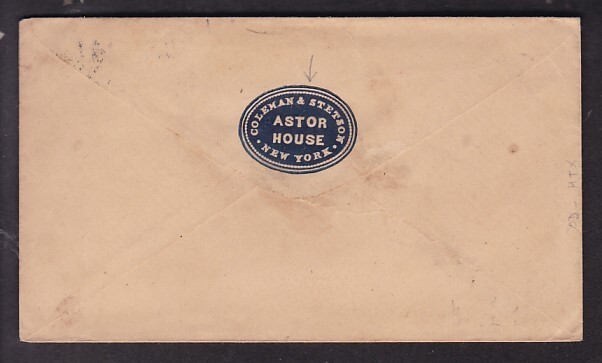 COLEMAN & STETSON
ASTOR
HOUSE
· NEW YORK ·